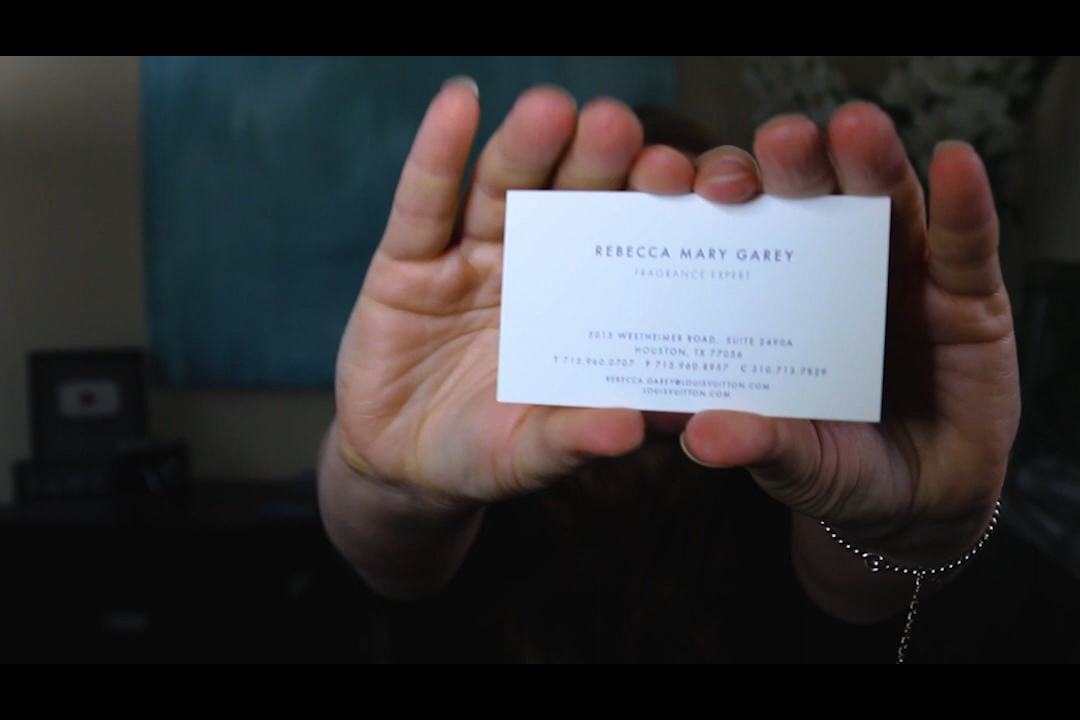 REBECCA MARY GAREY
FRAGRANCE EXPERT
5015 WESTHEIMER ROAD, SUITE 2490A
HOUSTON, TX 77056
T 713.960.0707 F 713.960.8957 C 310.713.7829
REBECCA.GAREY@LOUISVUITTON.COM
LOUISVUITTON.COM